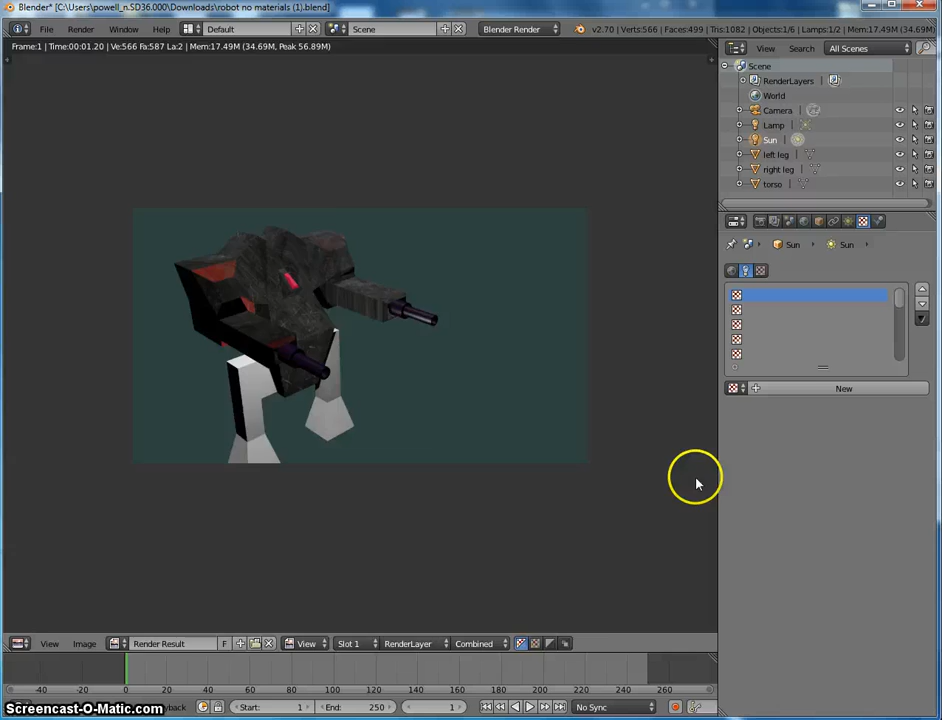 Blender* [C:\Users\powell_n.SD36.000\Downloads\robot no materials (1).blend]
File Render Window Help Default Scene Blender Render v2.70 | Verts:566 | Faces:499 | Tris:1082 | Objects:1/6 | Lamps:1/2 | Mem:17.49M (34.69M)
Frame:1 | Time:00:01.20 | Ve:566 Fa:587 La:2 | Mem:17.49M (34.69M, Peak 56.89M)
View Search All Scenes
Scene
RenderLayers
World
Camera
Lamp
Sun
left leg
right leg
torso
Sun Sun
New
View Image Render Result F View Slot 1 RenderLayer Combined
-40 -20 0 20 40 60 80 100 120 140 160 180 200 220 240 260
Screencast-O-Matic.com yback Start: 1 End: 250 1 No Sync